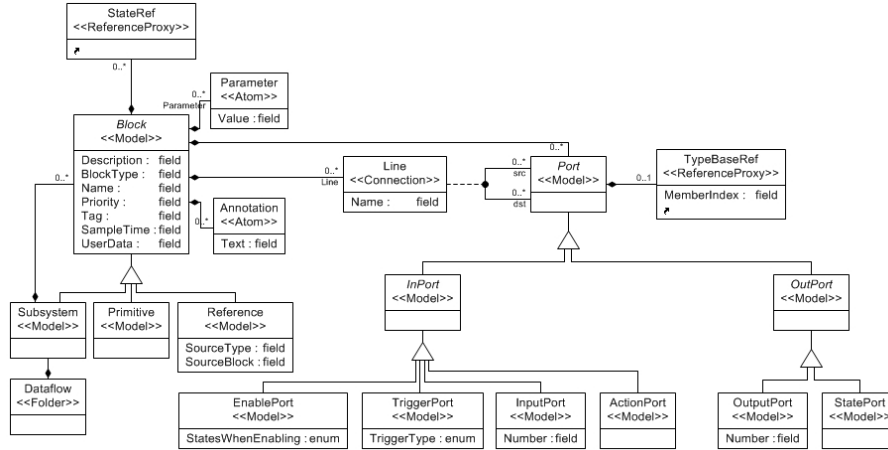 StateRef
<<ReferenceProxy>>
0..*
Parameter
<<Atom>>
Value : field
0..*
Parameter
Block
<<Model>>
Description : field
BlockType : field
Name : field
Priority : field
Tag : field
SampleTime : field
UserData : field
0..*
0..*
Line
Line
<<Connection>>
Name : field
0..*
0..*
src
0..*
dst
Port
<<Model>>
0..1
TypeBaseRef
<<ReferenceProxy>>
MemberIndex : field
Annotation
<<Atom>>
Text : field
0..*
Subsystem
<<Model>>
Primitive
<<Model>>
Reference
<<Model>>
SourceType : field
SourceBlock : field
InPort
<<Model>>
OutPort
<<Model>>
Dataflow
<<Folder>>
EnablePort
<<Model>>
StatesWhenEnabling : enum
TriggerPort
<<Model>>
TriggerType : enum
InputPort
<<Model>>
Number : field
ActionPort
<<Model>>
OutputPort
<<Model>>
Number : field
StatePort
<<Model>>